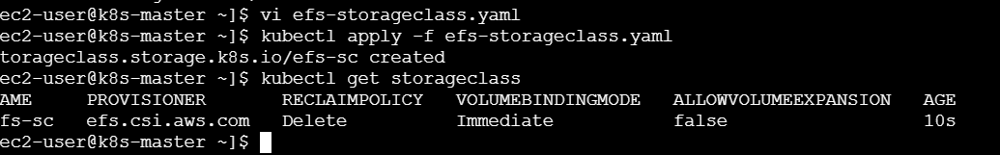 ec2-user@k8s-master ~]$ vi efs-storageclass.yaml
ec2-user@k8s-master ~]$ kubectl apply -f efs-storageclass.yaml
torageclass.storage.k8s.io/efs-sc created
ec2-user@k8s-master ~]$ kubectl get storageclass
AME PROVISIONER RECLAIMPOLICY VOLUMEBINDINGMODE ALLOWVOLUMEEXPANSION AGE
fs-sc efs.csi.aws.com Delete Immediate false 10s
ec2-user@k8s-master ~]$